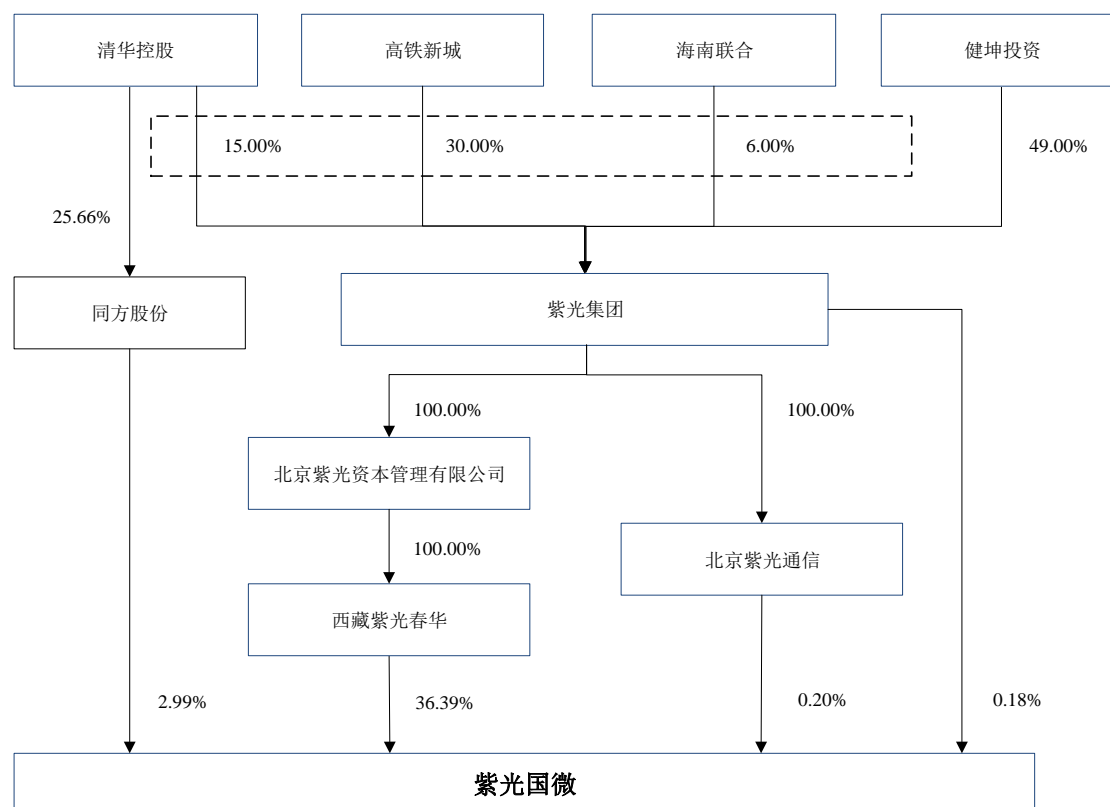 清华控股
高铁新城
海南联合
健坤投资
15.00%
30.00%
6.00%
49.00%
25.66%
同方股份
紫光集团
100.00%
100.00%
北京紫光资本管理有限公司
100.00%
北京紫光通信
西藏紫光春华
2.99%
36.39%
0.20%
0.18%
紫光国微